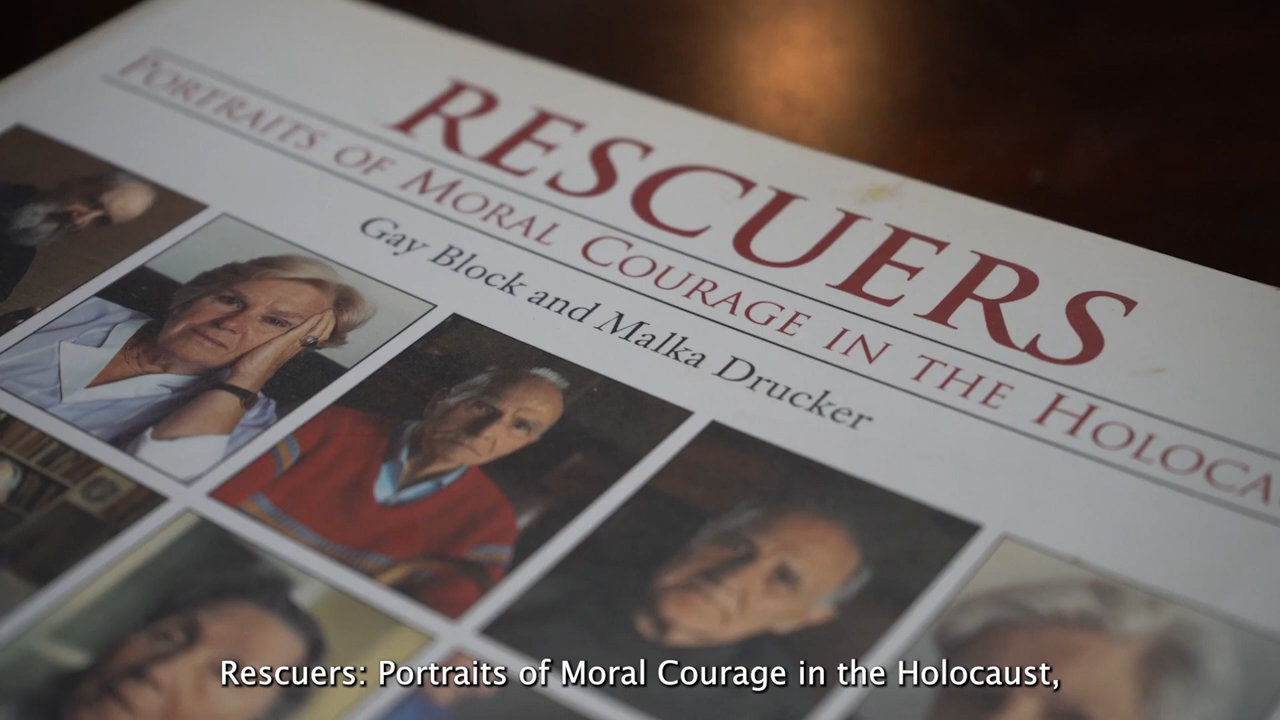 RESCUERS
PORTRAITS OF MORAL COURAGE IN THE HOLOCA
Gay Block and Malka Drucker
Rescuers: Portraits of Moral Courage in the Holocaust,